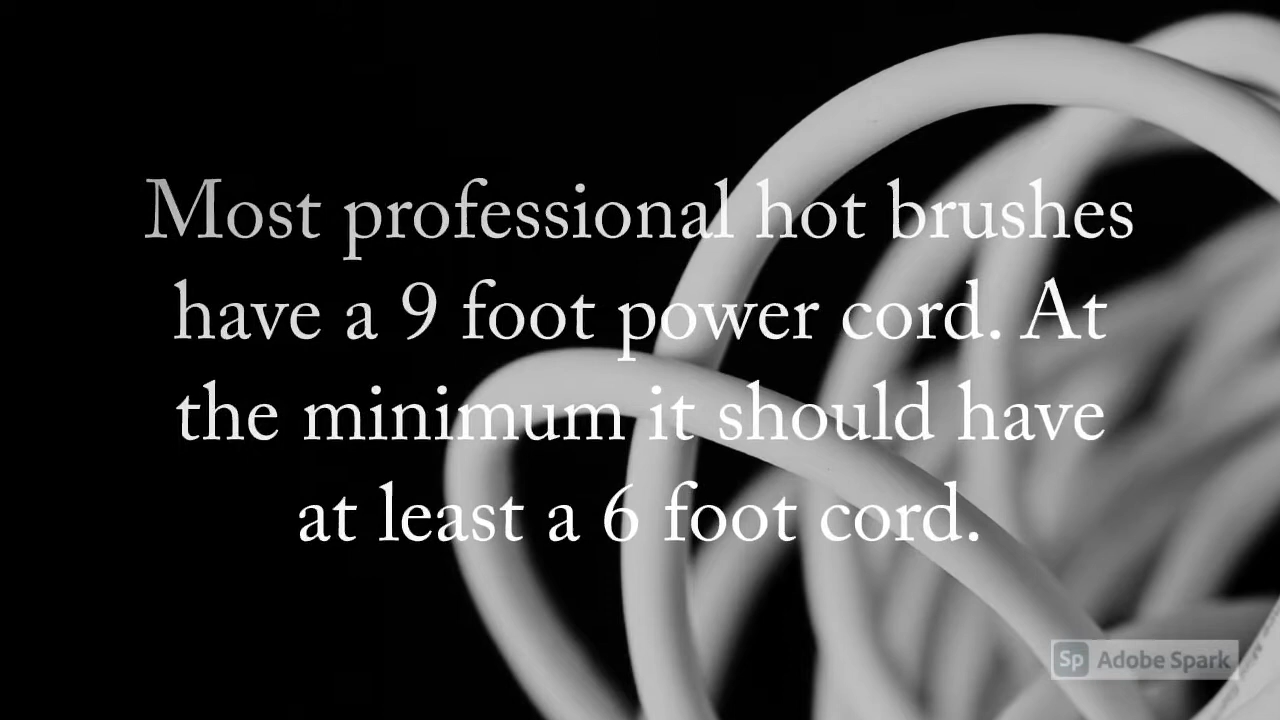 Most professional hot brushes
have a 9 foot power cord. At
the minimum it should have
at least a 6 foot cord.
Sp Adobe Spark